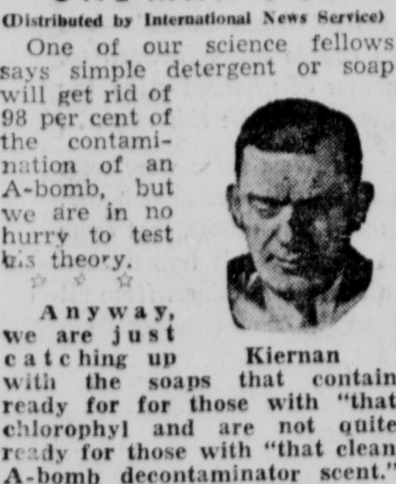 (Distributed by International News Service)
One of our science fellows
says simple detergent or soap
will get rid of
98 per cent of
the contami-
nation of an
A-bomb, but
we are in no
hurry to test
his theory.
☆ ☆ ☆
Anyway,
we are just
catching up
Kiernan
with the soaps that contain
ready for for those with "that
chlorophyl and are not quite
ready for those with "that clean
A-bomb decontaminator scent."